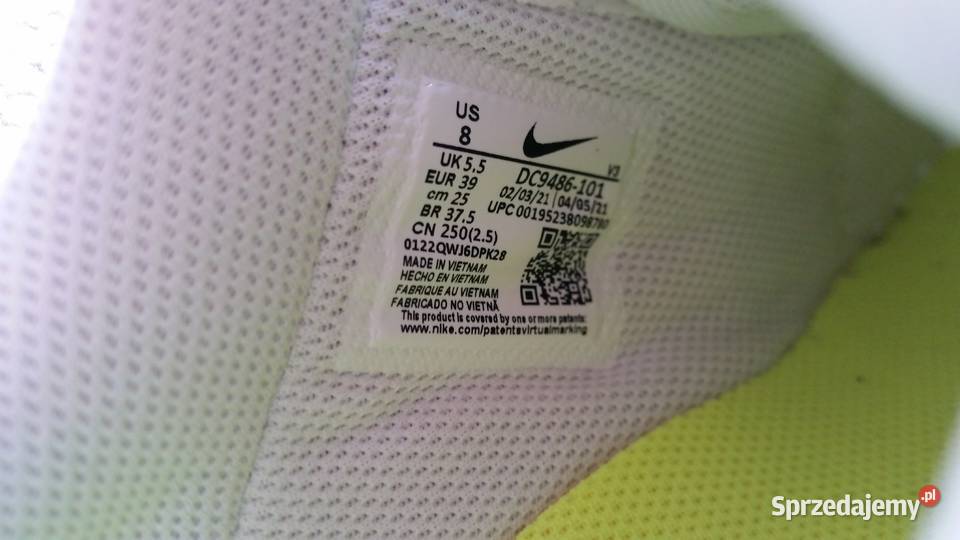 US
8
UK 5,5
EUR 39
cm 25
BR 37,5
CN 250(2.5)
0122QWJ6DPK28
MADE IN VIETNAM
HECHO EN VIETNAM
FABRIQUE AU VIETNAM
FABRICADO NO VIETNÃ
V3
DC9486-101
02/03/21 | 04/05/21
UPC
This product is covered by one or more patents:
www.nike.com/patentsvirtualmarking
Sprzedajemy.pl